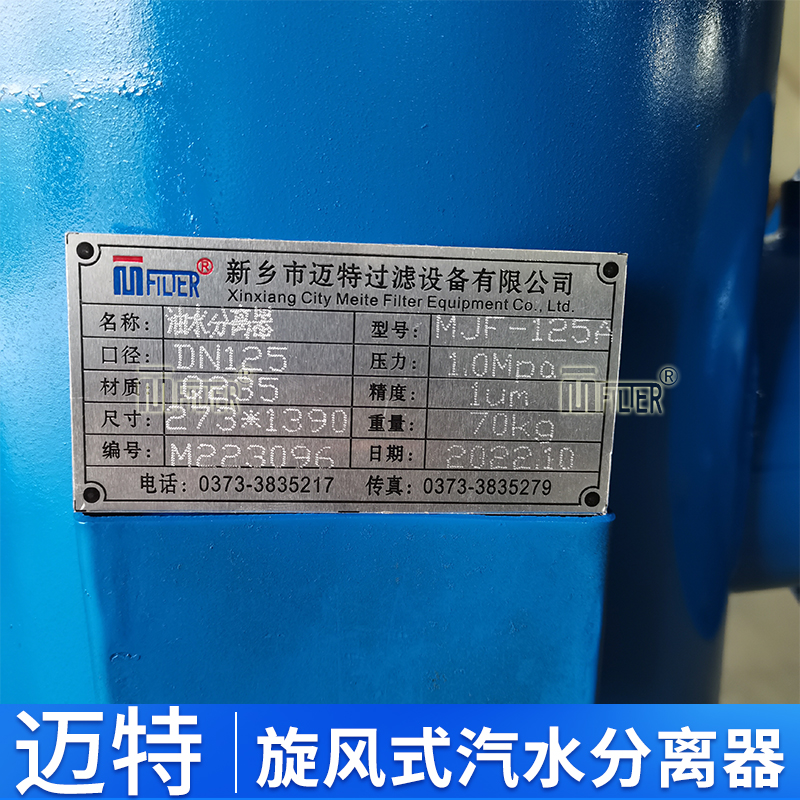 MFILTER®
新乡市迈特过滤设备有限公司
Xinxiang City Meite Filter Equipment Co., Ltd.
名称: 油水分离器 型号: MJF-125A
口径: DN125 压力: 1.0Mpa
材质: Q235 精度: 1um
尺寸: 273*1390 重量: 70kg
编号: M223096 日期: 2022.10
电话: 0373-3835217 传真: 0373-3835279
MFILTER®
MFILTER®
迈特 旋风式汽水分离器